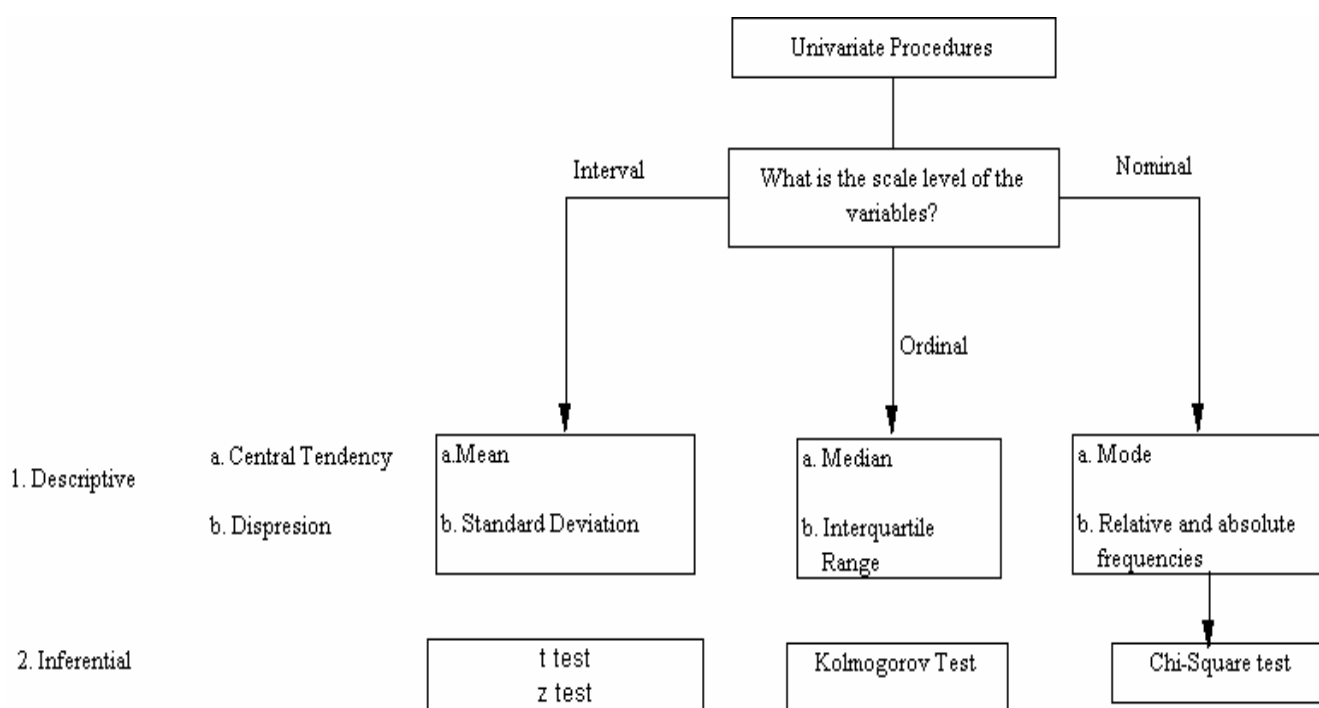 Univariate Procedures
Interval
What is the scale level of the
variables?
Nominal
Ordinal
1. Descriptive
a. Central Tendency
b. Dispresion
a.Mean
b. Standard Deviation
a. Median
b. Interquartile
Range
a. Mode
b. Relative and absolute
frequencies
2. Inferential
t test
z test
Kolmogorov Test
Chi-Square test